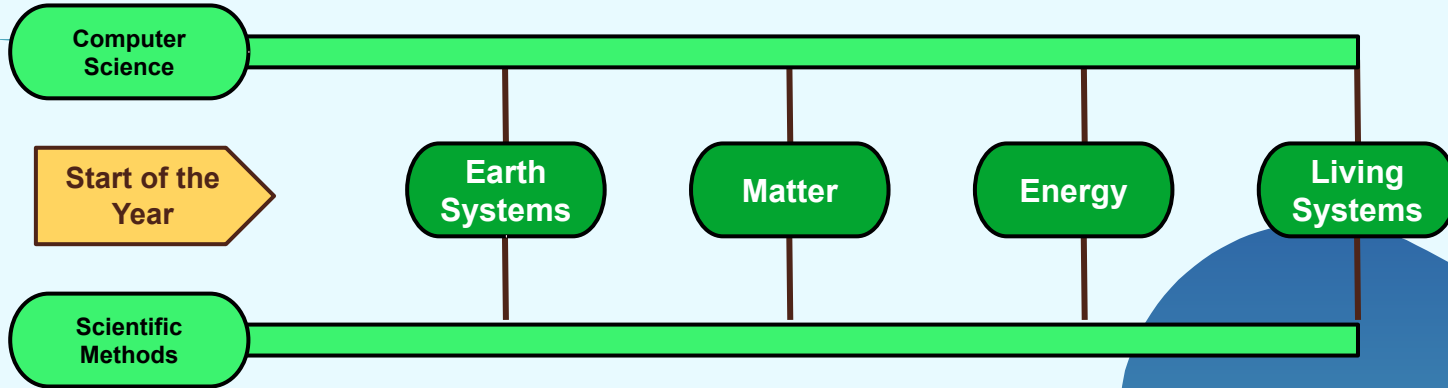 Computer
Science
Start of the
Year
Earth
Systems
Matter
Energy
Living
Systems
Scientific
Methods